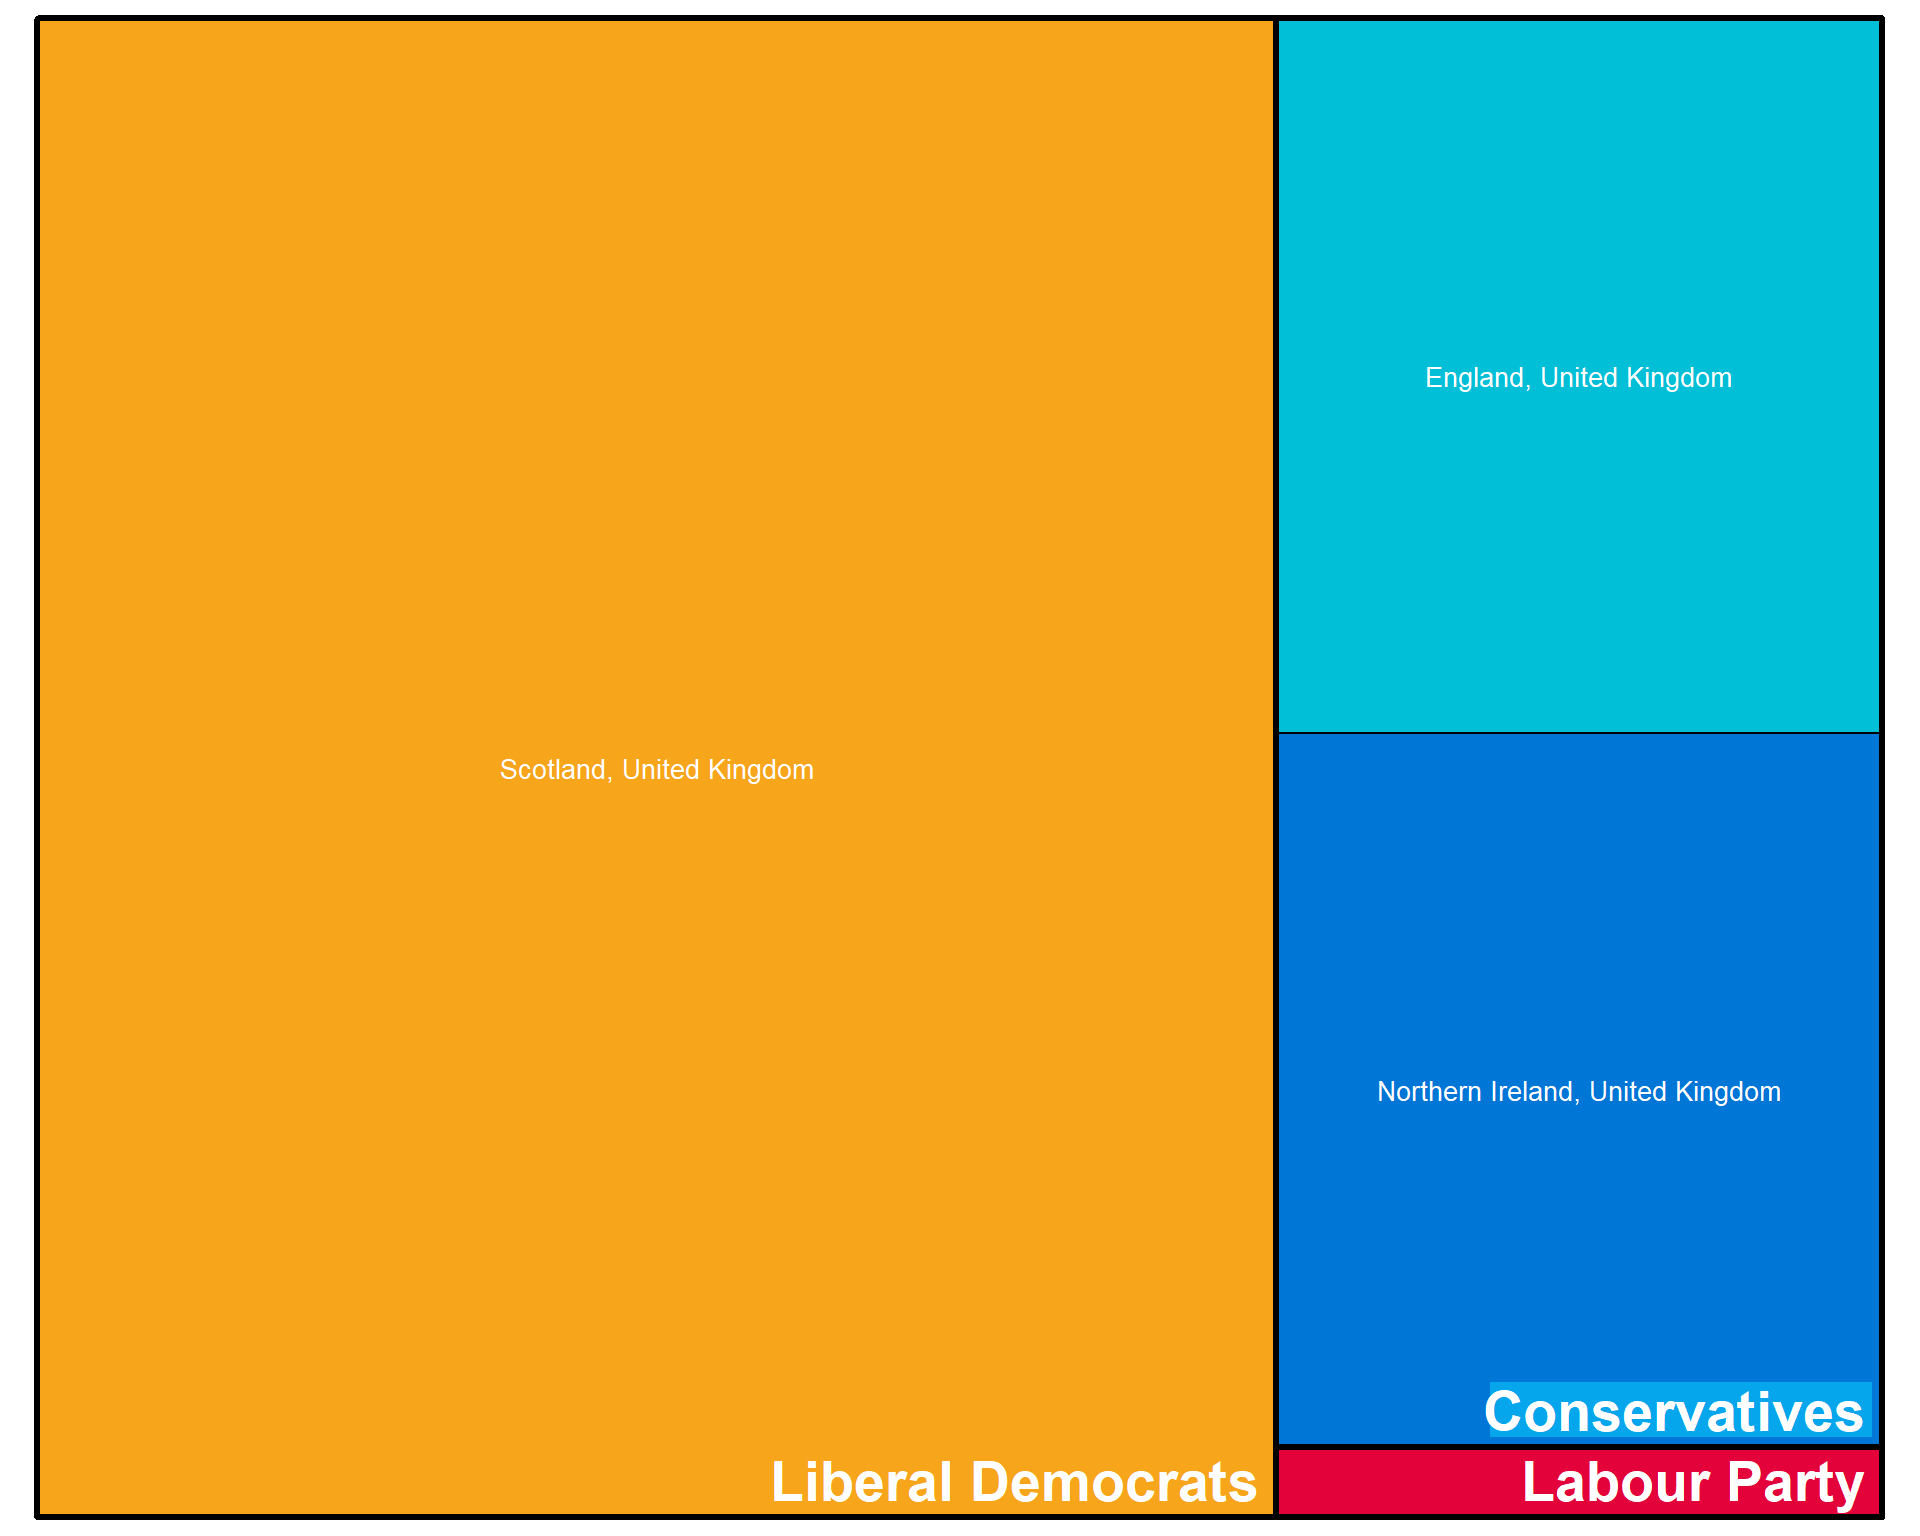 Scotland, United Kingdom
Liberal Democrats
England, United Kingdom
Northern Ireland, United Kingdom
Conservatives
Labour Party